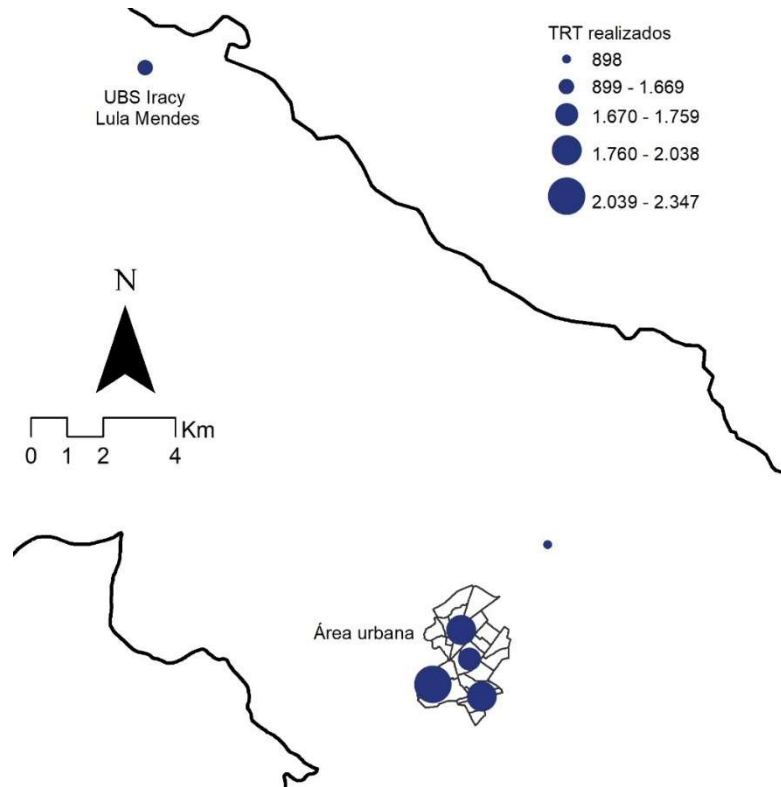 TRT realizados
898
899 - 1.669
1.670 - 1.759
1.760 - 2.038
2.039 - 2.347
UBS Iracy
Lula Mendes
N
Km
0 1 2 4
Área urbana